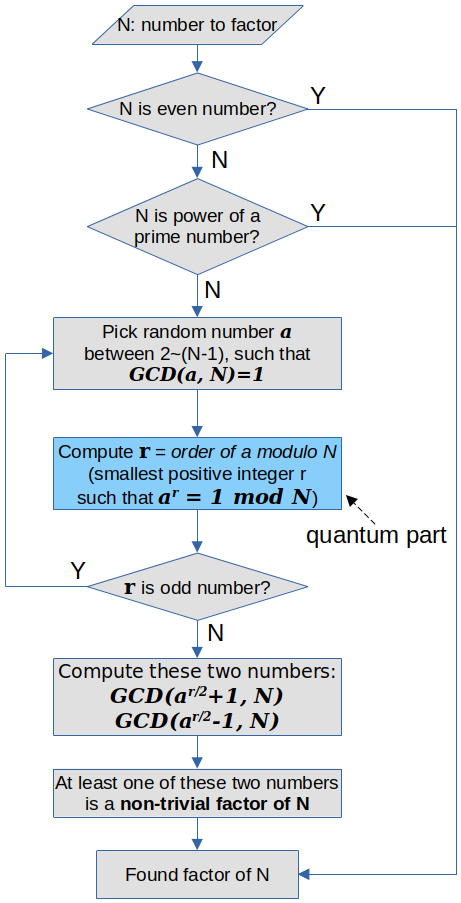 N: number to factor
N is even number?
Y
N
N is power of a
prime number?
Y
N
Pick random number a
between 2~(N-1), such that
GCD(a, N)=1
Compute r = order of a modulo N
(smallest positive integer r
such that aʳ = 1 mod N)
quantum part
r is odd number?
Y
N
Compute these two numbers:
GCD(a^r/2+1, N)
GCD(a^r/2-1, N)
At least one of these two numbers
is a non-trivial factor of N
Found factor of N